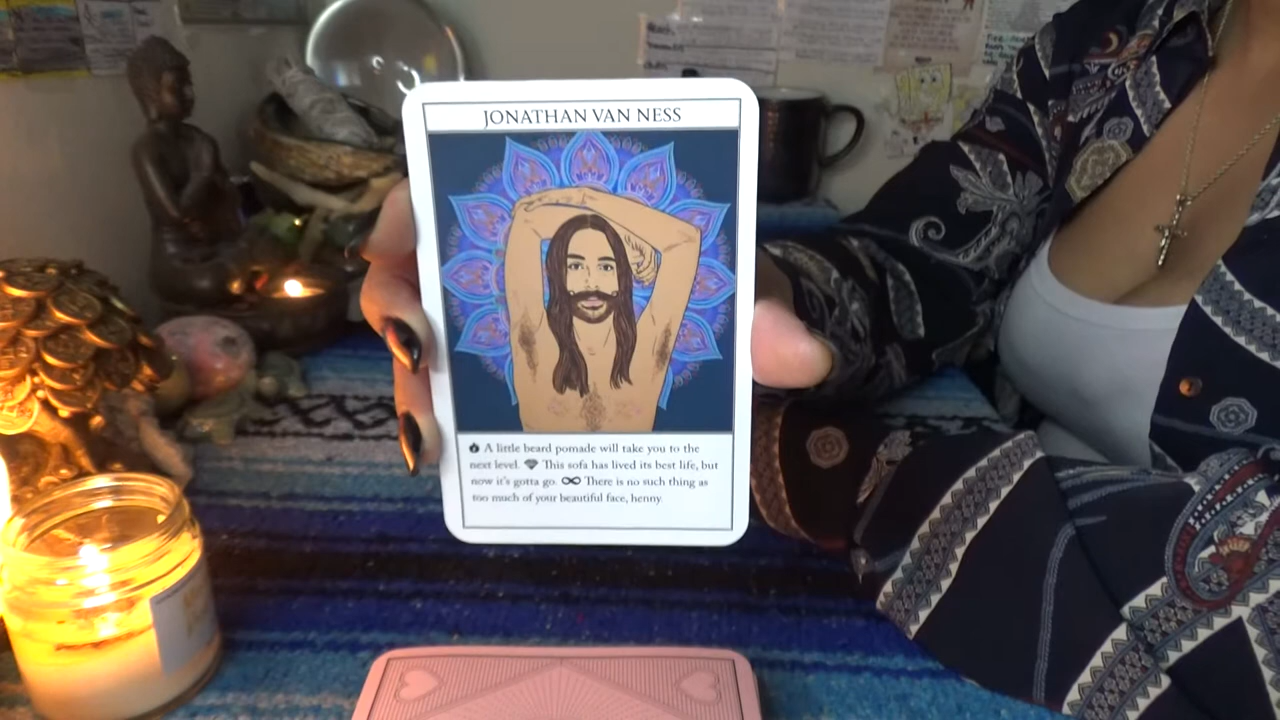 JONATHAN VAN NESS
A little beard pomade will take you to the
next level. This sofa has lived its best life, but
now it's gotta go. There is no such thing as
too much of your beautiful face, henny.